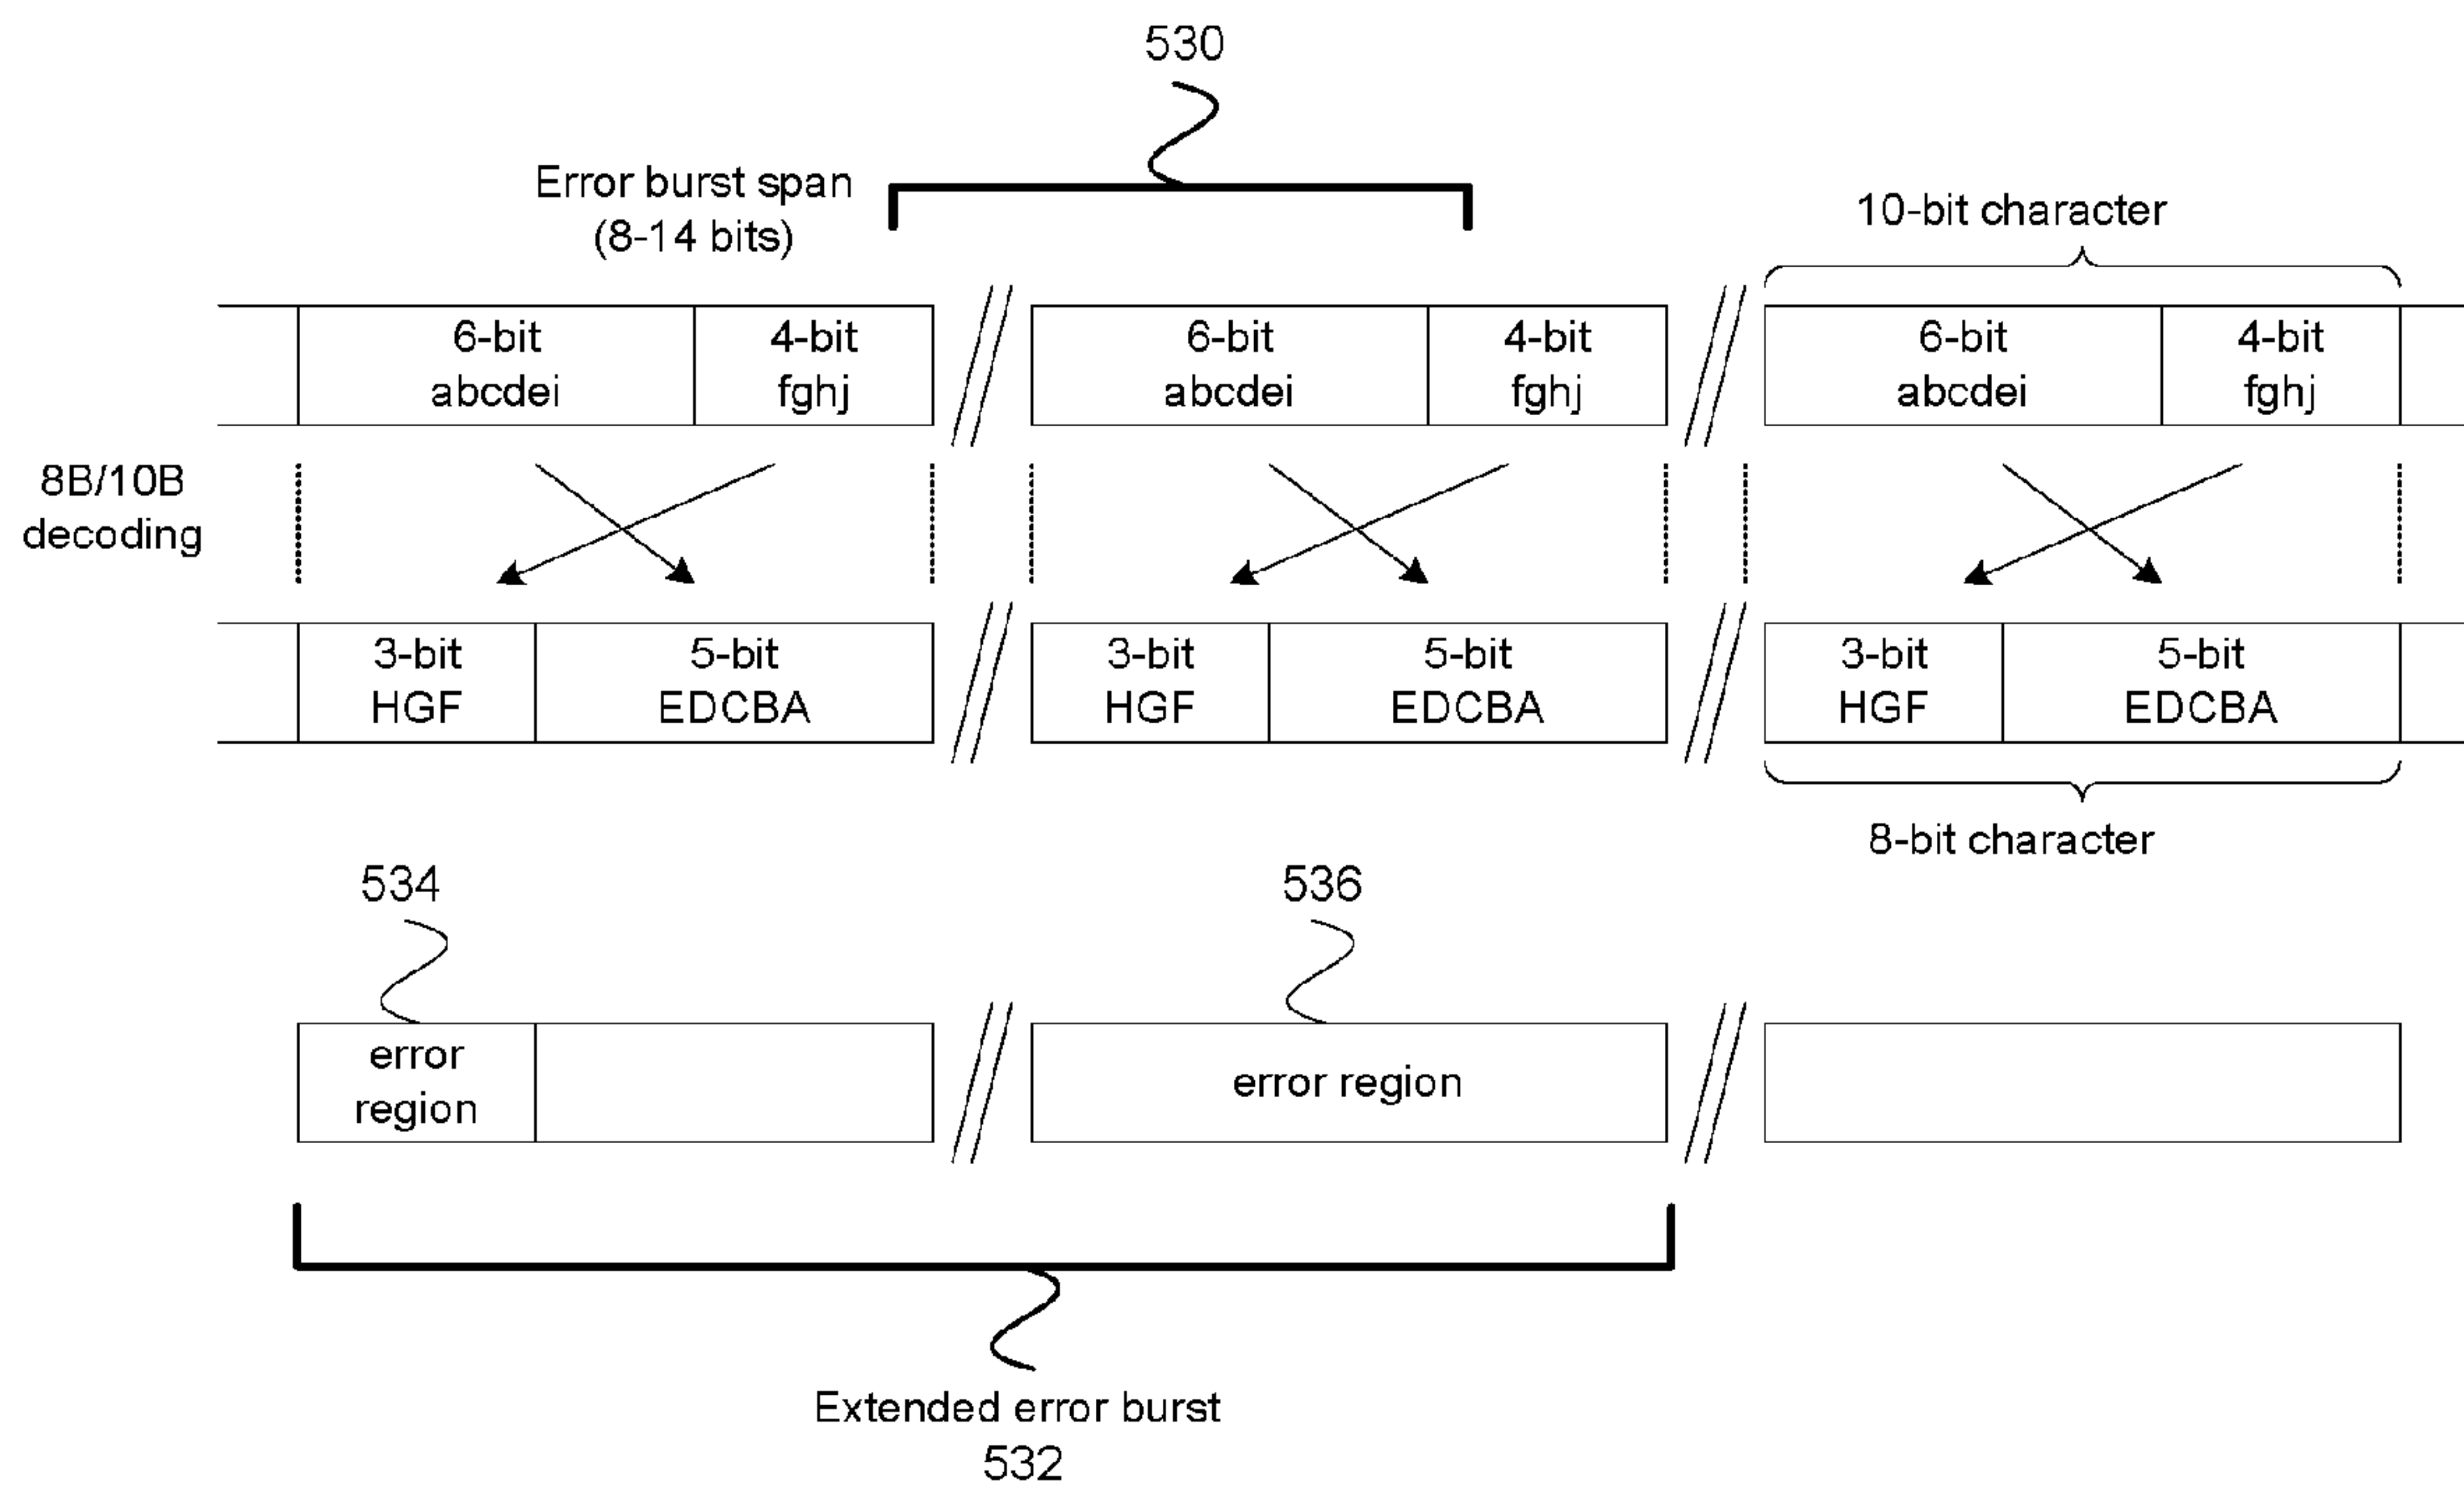 530
Error burst span
(8-14 bits)
10-bit character
6-bit
abcdei
4-bit
fghj
6-bit
abcdei
4-bit
fghj
6-bit
abcdei
4-bit
fghj
8B/10B
decoding
3-bit
HGF
5-bit
EDCBA
3-bit
HGF
5-bit
EDCBA
3-bit
HGF
5-bit
EDCBA
8-bit character
534
536
error
region
error region
Extended error burst
532